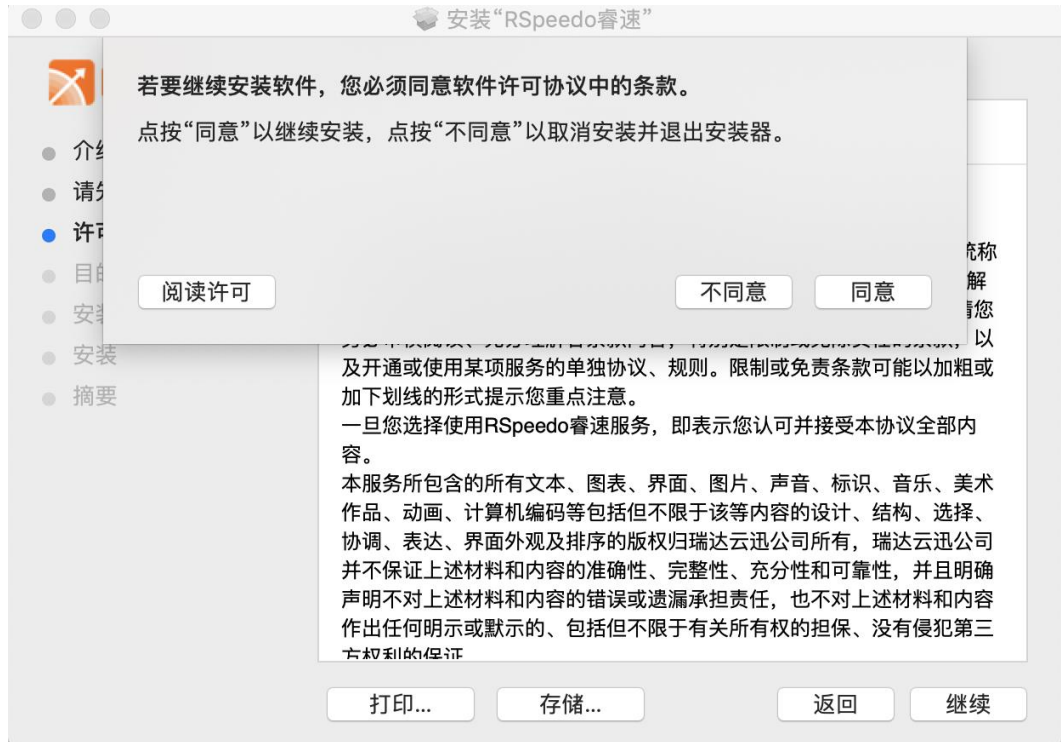 安装“RSpeedo睿速”
若要继续安装软件，您必须同意软件许可协议中的条款。
点按“同意”以继续安装，点按“不同意”以取消安装并退出安装器。
阅读许可
不同意
同意
介
请
许
目
安装
安装
摘要
统称
解
请您
以
及开通或使用某项服务的单独协议、规则。限制或免责条款可能以加粗或
加下划线的形式提示您重点注意。
一旦您选择使用RSpeedo睿速服务，即表示您认可并接受本协议全部内
容。
本服务所包含的所有文本、图表、界面、图片、声音、标识、音乐、美术
作品、动画、计算机编码等包括但不限于该等内容的设计、结构、选择、
协调、表达、界面外观及排序的版权归瑞达云迅公司所有，瑞达云迅公司
并不保证上述材料和内容的准确性、完整性、充分性和可靠性，并且明确
声明不对上述材料和内容的错误或遗漏承担责任，也不对上述材料和内容
作出任何明示或默示的、包括但不限于有关所有权的担保、没有侵犯第三
方权利的保证
打印...
存储...
返回
继续